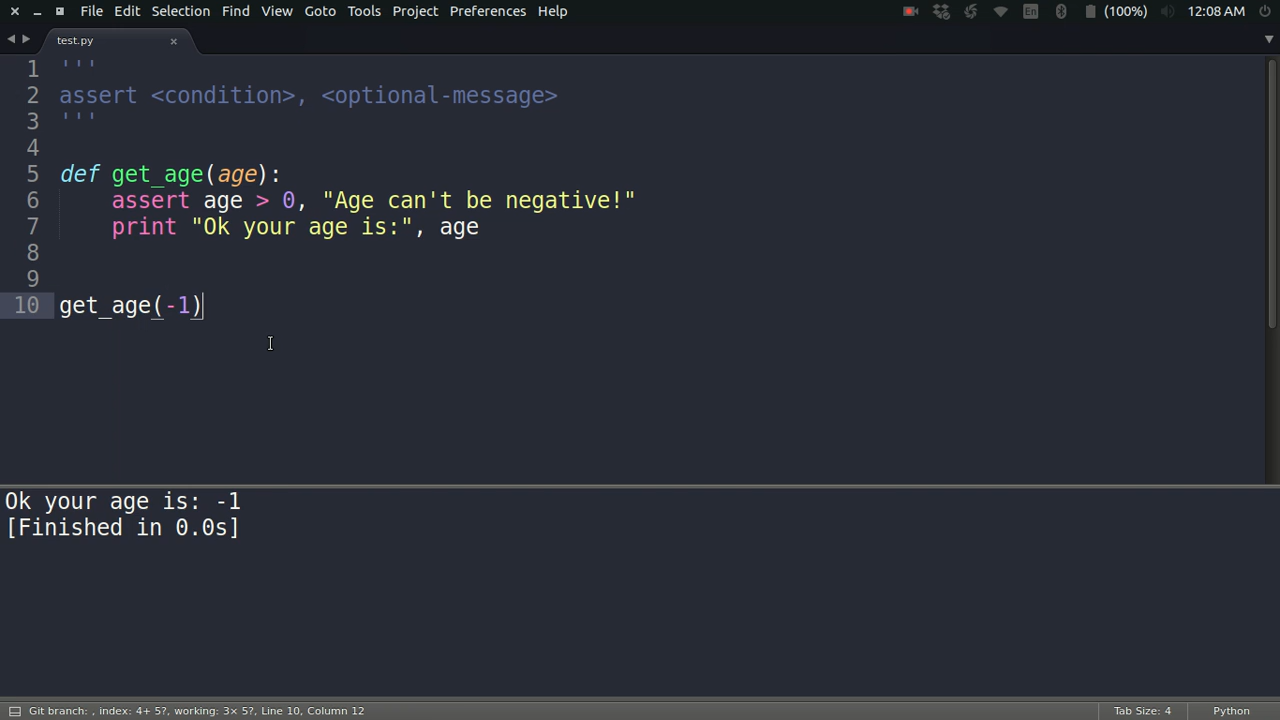 File Edit Selection Find View Goto Tools Project Preferences Help En (100%) 12:08 AM
test.py ×
1 '''
2 assert <condition>, <optional-message>
3 '''
4
5 def get_age(age):
6     assert age > 0, "Age can't be negative!"
7     print "Ok your age is:", age
8
9
10 get_age(-1)
Ok your age is: -1
[Finished in 0.0s]
Git branch: , index: 4+ 5?, working: 3× 5?, Line 10, Column 12 Tab Size: 4 Python